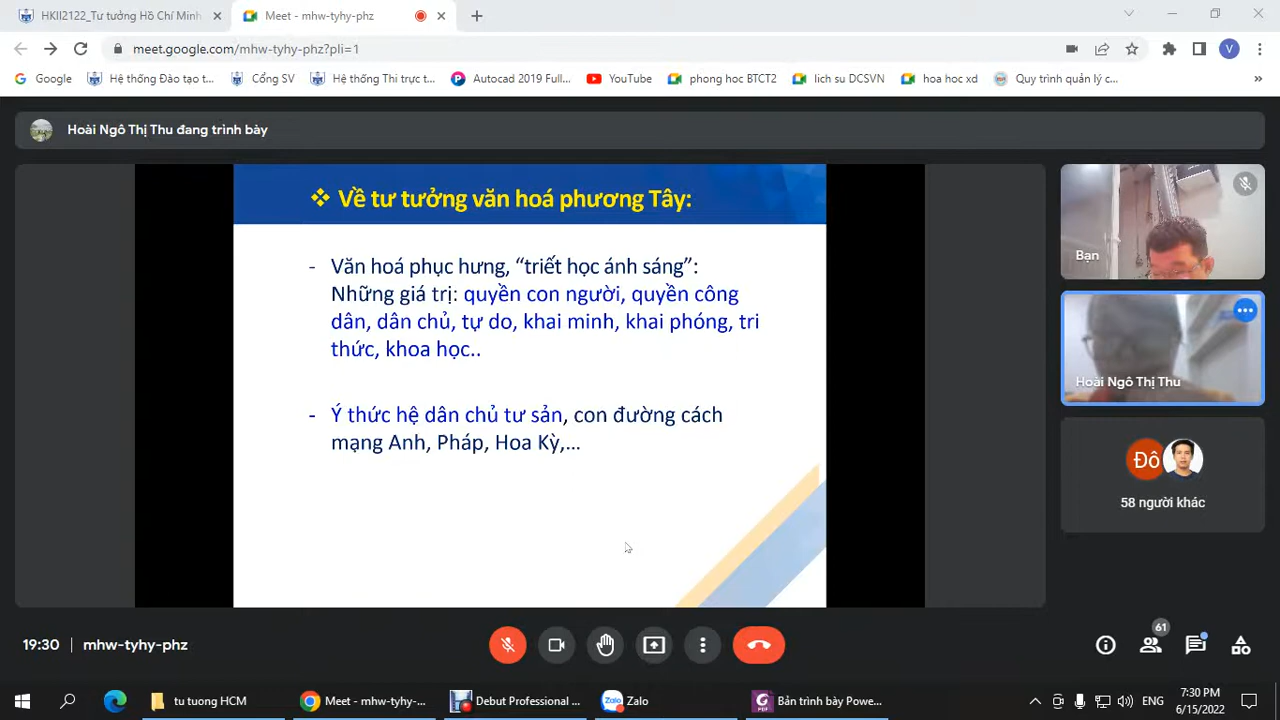 HKII2122_Tư tưởng Hồ Chí Minh
Meet - mhw-tyhy-phz
meet.google.com/mhw-tyhy-phz?pli=1
V
Google
Hệ thống Đào tạo t...
Cổng SV
Hệ thống Thi trực t...
Autocad 2019 Full...
YouTube
phong học BTCT2
lich su DCSVN
hoa hoc xd
Quy trình quản lý c...
»
Hoài Ngô Thị Thu đang trình bày
❖ Về tư tưởng văn hoá phương Tây:
- Văn hoá phục hưng, “triết học ánh sáng”:
Những giá trị: quyền con người, quyền công
dân, dân chủ, tự do, khai minh, khai phóng, tri
thức, khoa học..
- Ý thức hệ dân chủ tư sản, con đường cách
mạng Anh, Pháp, Hoa Kỳ,...
Bạn
Hoài Ngô Thị Thu
Đô
58 người khác
19:30 | mhw-tyhy-phz
61
tu tuong HCM
Meet - mhw-tyhy-...
Debut Professional ...
Zalo
Zalo
PDF
Bản trình bày Powe...
ENG
7:30 PM
6/15/2022